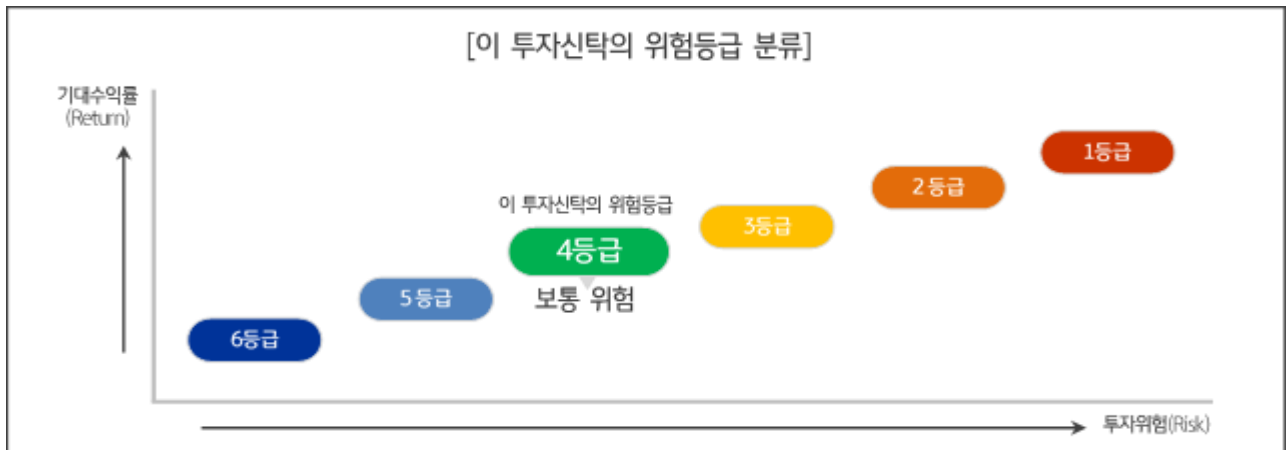 [이 투자신탁의 위험등급 분류]
기대수익률
(Return)
1등급
2등급
이 투자신탁의 위험등급
3등급
4등급
5등급
보통 위험
6등급
투자위험(Risk)